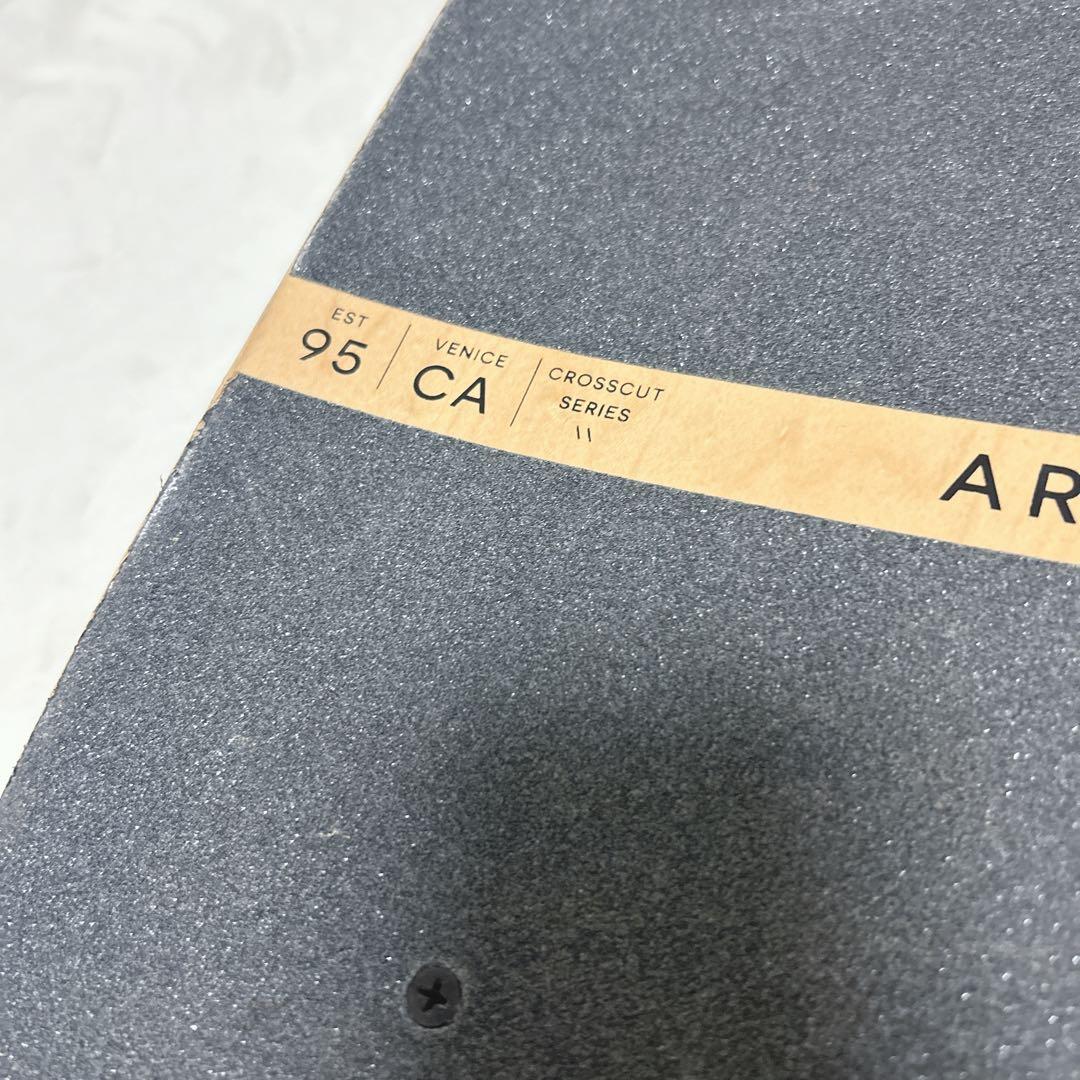 EST
95
VENICE
CA
CROSSCUT
SERIES
\\
AR